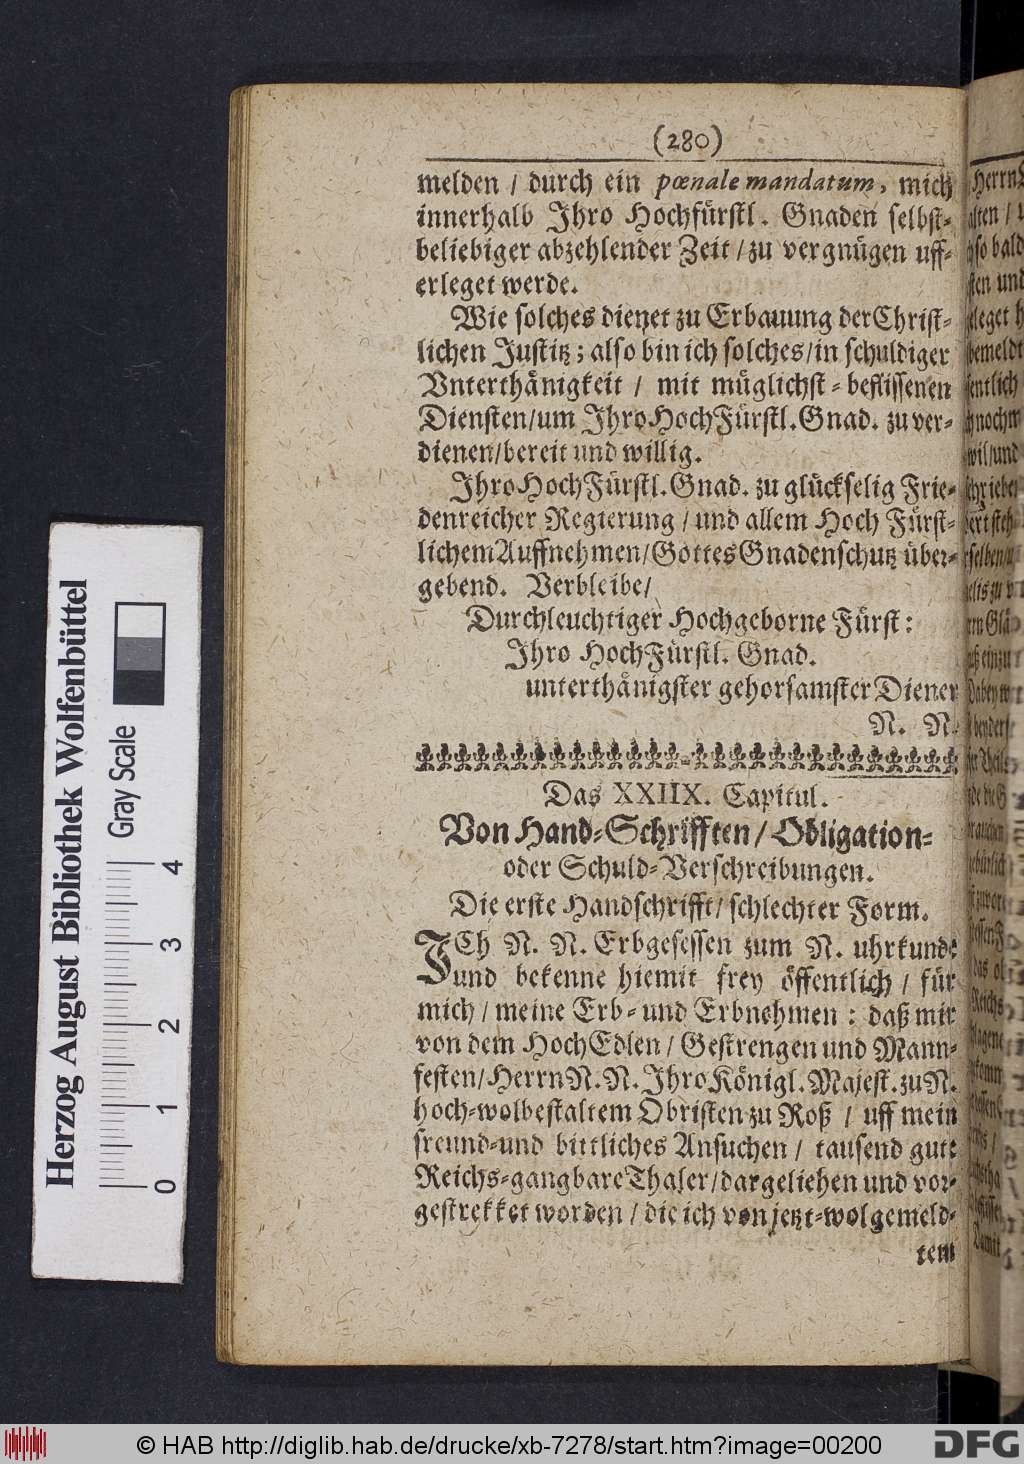 (280)
melden / durch ein pœnale mandatum, mich
innerhalb Jhro Hochfürstl. Gnaden selbst-
beliebiger abzehlender Zeit / zu vergnügen uff-
erleget werde.
Wie solches dienet zu Erbauung der Christ-
lichen Justitz; also bin ich solches / in schuldiger
Vnterthänigkeit / mit müglichst-beflissenen
Diensten / um Jhro HochFürstl. Gnad. zu ver-
dienen / bereit und willig.
Jhro HochFürstl. Gnad. zu glückselig Frie-
denreicher Regierung / und allem Hoch Fürst-
lichem Auffnehmen / Gottes Gnadenschutz über-
gebend. Verbleibe /
Durchleuchtiger Hochgeborne Fürst:
Jhro HochFürstl. Gnad.
unterthänigster gehorsamster Diener
N. N.
Das XXIIX. Capitul.
Von Hand-Schrifften / Obligation-
oder Schuld-Verschreibungen.
Die erste Handschrifft / schlechter Form.
JCh N. N. Erbgesessen zum N. uhrkunde
und bekenne hiemit frey öffentlich / für
mich / meine Erb- und Erbnehmen: daß mir
von dem HochEdlen / Gestrengen und Mann-
festen / Herrn N. N. Jhro Königl. Majest. zu N.
hoch-wolbestaltem Obristen zu Roß / uff mein
freund- und bittliches Ansuchen / tausend gute
Reichs-gangbare Thaler / dargeliehen und vor-
gestrekket worden / die ich von jetzt-wolgemeld-
tem
Herzog August Bibliothek Wolfenbüttel
Gray Scale
0 1 2 3 4
© HAB http://diglib.hab.de/drucke/xb-7278/start.htm?image=00200
DFG